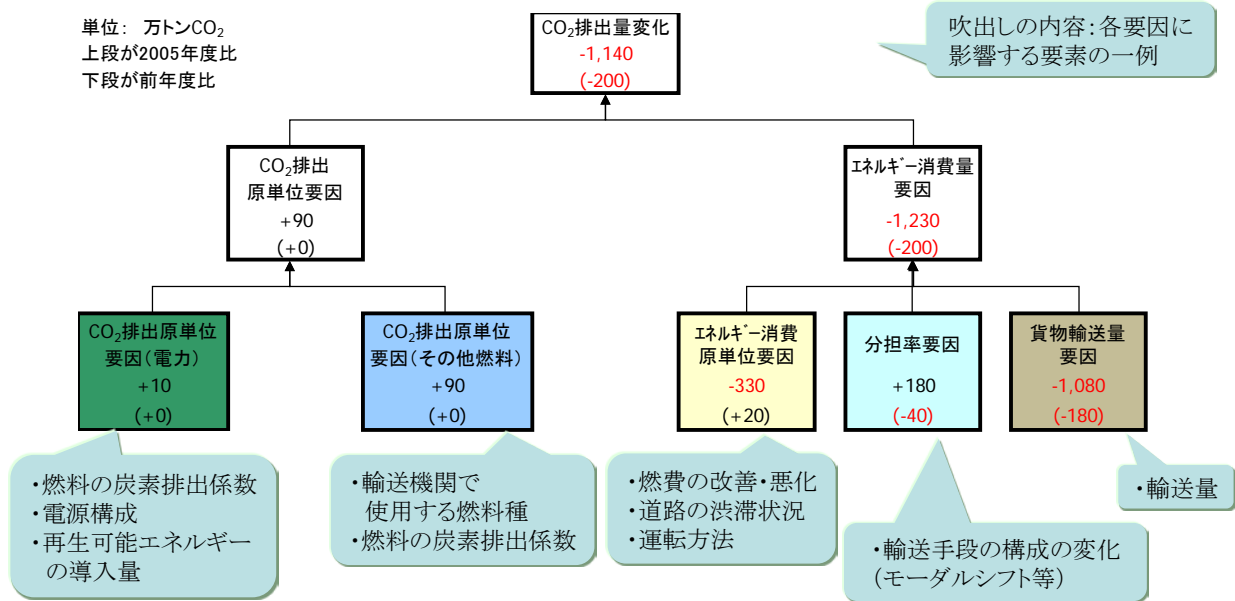 単位： 万トンCO₂
上段が2005年度比
下段が前年度比
CO₂排出量変化
-1,140
(-200)
吹出しの内容：各要因に
影響する要素の一例
CO₂排出
原単位要因
+90
(+0)
ｴﾈﾙｷﾞｰ消費量
要因
-1,230
(-200)
CO₂排出原単位
要因(電力)
+10
(+0)
CO₂排出原単位
要因(その他燃料)
+90
(+0)
ｴﾈﾙｷﾞｰ消費
原単位要因
-330
(+20)
分担率要因
+180
(-40)
貨物輸送量
要因
-1,080
(-180)
・燃料の炭素排出係数
・電源構成
・再生可能エネルギー
の導入量
・輸送機関で
使用する燃料種
・燃料の炭素排出係数
・燃費の改善・悪化
・道路の渋滞状況
・運転方法
・輸送手段の構成の変化
(モーダルシフト等)
・輸送量